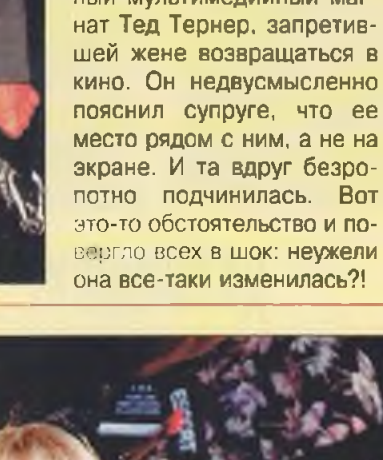 ный мультимедийный маг-
нат Тед Тернер, запретив-
шей жене возвращаться в
кино. Он недвусмысленно
пояснил супруге, что ее
место рядом с ним, а не на
экране. И та вдруг безро-
потно подчинилась. Вот
это-то обстоятельство и по-
вергло всех в шок: неужели
она все-таки изменилась?!